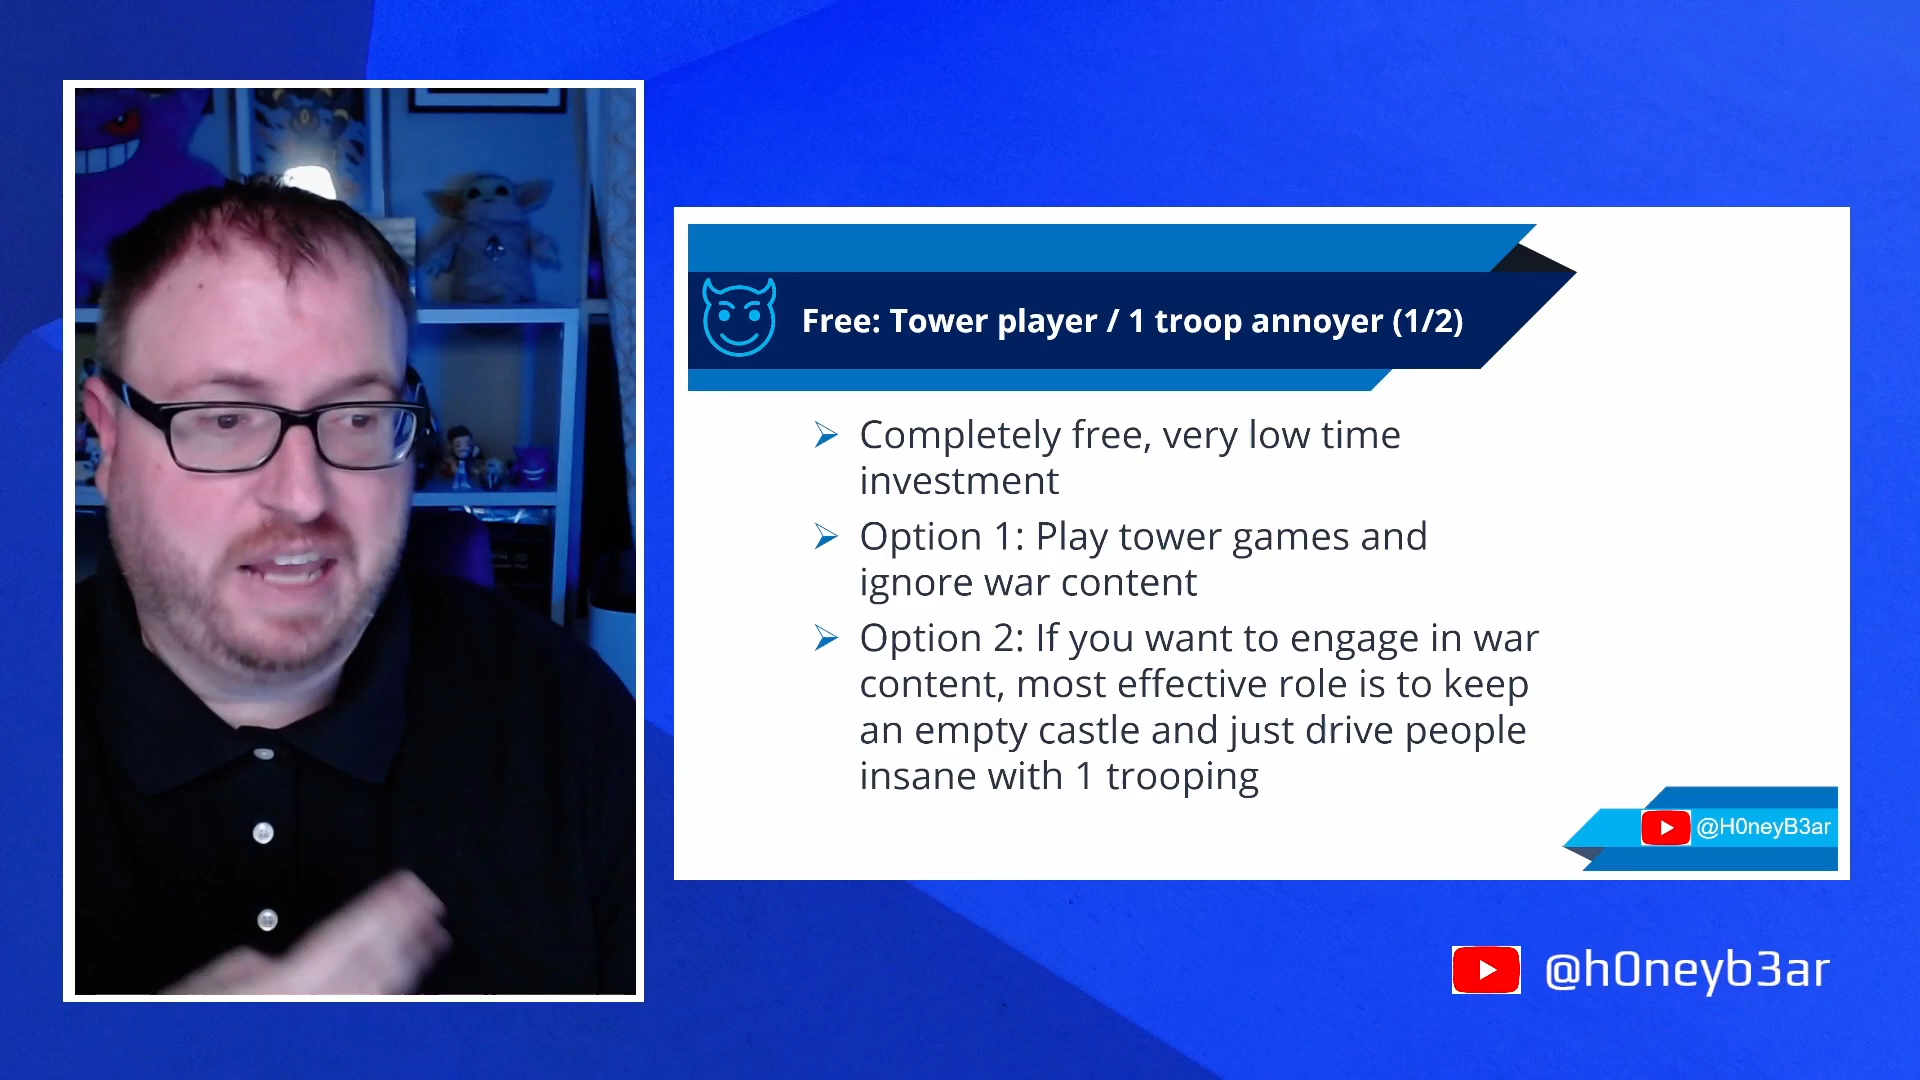 Free: Tower player / 1 troop annoyer (1/2)
Completely free, very low time
investment
Option 1: Play tower games and
ignore war content
Option 2: If you want to engage in war
content, most effective role is to keep
an empty castle and just drive people
insane with 1 trooping
@H0neyB3ar
@h0neyb3ar